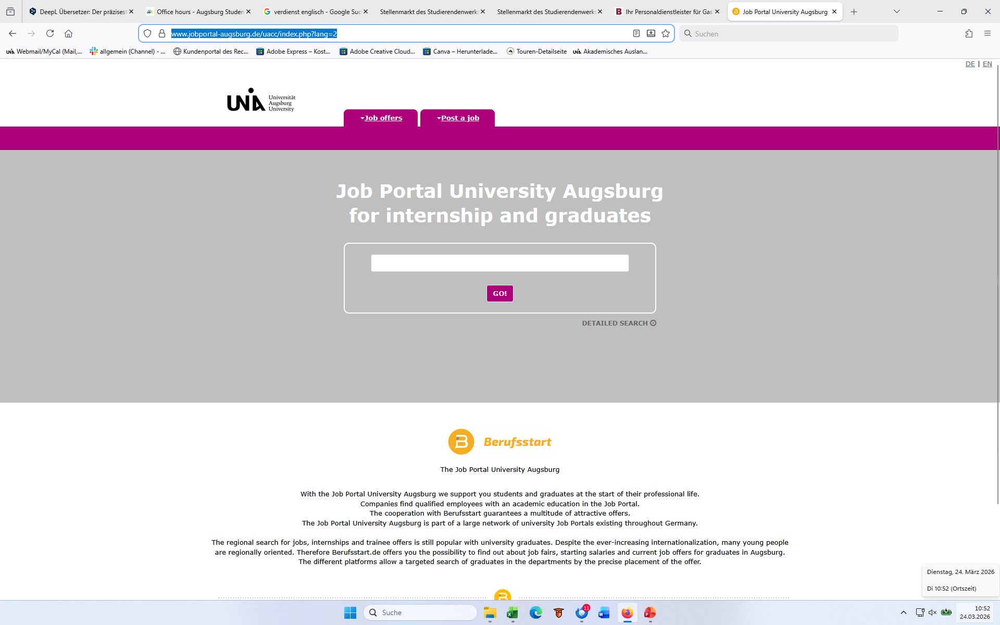 DeepL Übersetzer: Der präzisest
Office hours - Augsburg Studen
verdienst englisch - Google Suc
Stellenmarkt des Studierendenwerks
Stellenmarkt des Studierendenwerks
Ihr Personaldienstleister für Gas
Job Portal University Augsburg
www.jobportal-augsburg.de/uacc/index.php?lang=2
Suchen
Webmail/MyCal (Mail,...
allgemein (Channel) - ...
Kundenportal des Rec...
Adobe Express – Kost...
Adobe Creative Cloud...
Canva – Herunterlade...
Touren-Detailseite
UNIA Akademisches Auslan...
DE | EN
UNIA Universität
Augsburg
University
Job offers
Post a job
Job Portal University Augsburg
for internship and graduates
GO!
DETAILED SEARCH
B Berufsstart
The Job Portal University Augsburg
With the Job Portal University Augsburg we support you students and graduates at the start of their professional life.
Companies find qualified employees with an academic education in the Job Portal.
The cooperation with Berufsstart guarantees a multitude of attractive offers.
The Job Portal University Augsburg is part of a large network of university Job Portals existing throughout Germany.
The regional search for jobs, internships and trainee offers is still popular with university graduates. Despite the ever-increasing internationalization, many young people
are regionally oriented. Therefore Berufsstart.de offers you the possibility to find out about job fairs, starting salaries and current job offers for graduates in Augsburg.
The different platforms allow a targeted search of graduates in the departments by the precise placement of the offer.
Dienstag, 24. März 2026
Di 10:52 (Ortszeit)
Suche
11
10:52
24.03.2026